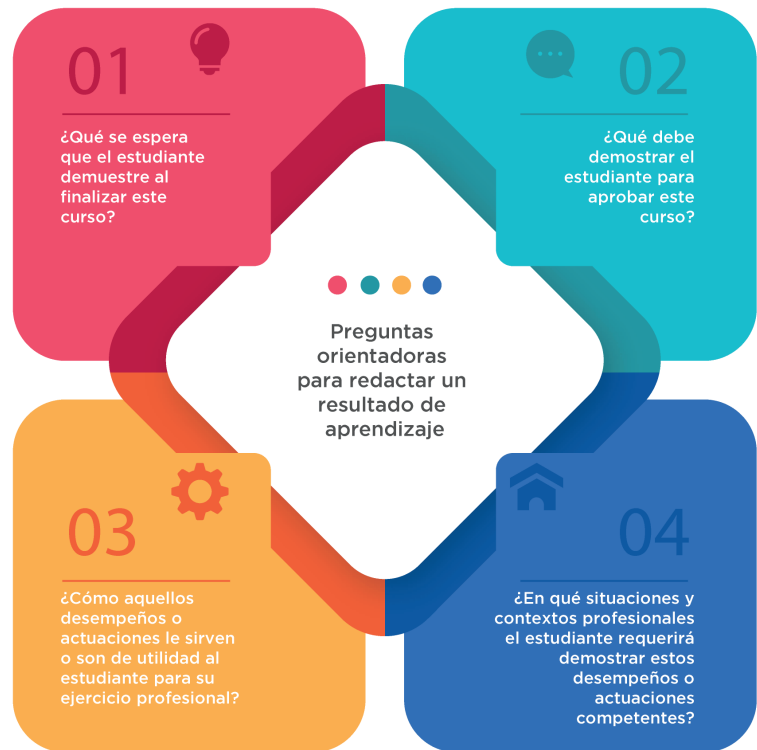 01
¿Qué se espera
que el estudiante
demuestre al
finalizar este
curso?
02
¿Qué debe
demostrar el
estudiante para
aprobar este
curso?
Preguntas
orientadoras
para redactar un
resultado de
aprendizaje
03
¿Cómo aquellos
desempeños o
actuaciones le sirven
o son de utilidad al
estudiante para su
ejercicio profesional?
04
¿En qué situaciones y
contextos profesionales
el estudiante requerirá
demostrar estos
desempeños o
actuaciones
competentes?